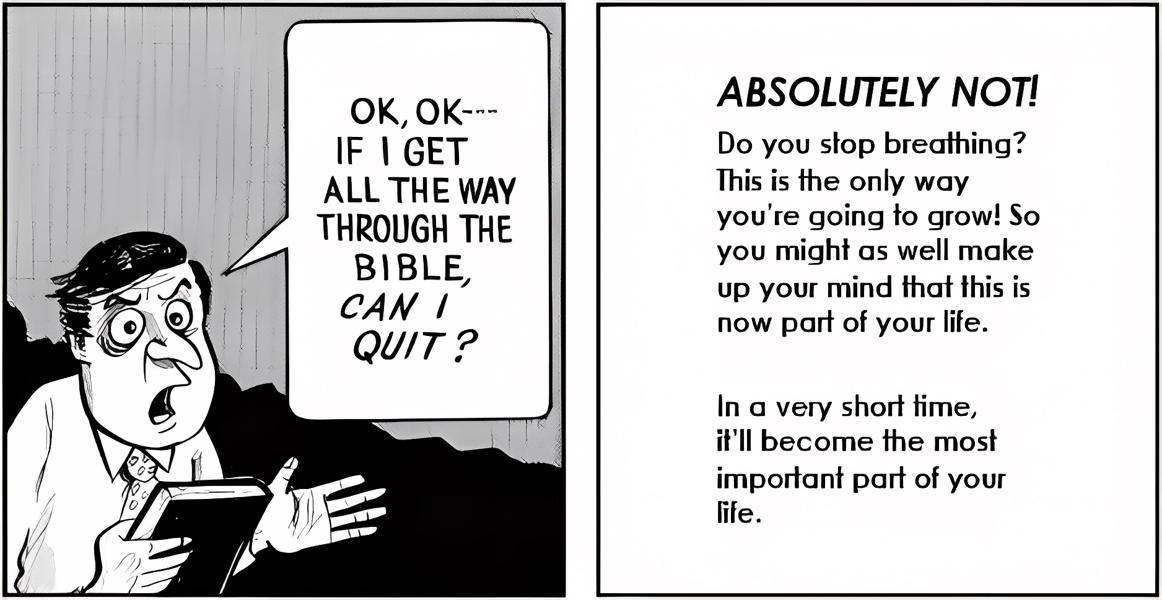 OK, OK---
IF I GET
ALL THE WAY
THROUGH THE
BIBLE,
CAN I
QUIT?
ABSOLUTELY NOT!
Do you stop breathing?
This is the only way
you're going to grow! So
you might as well make
up your mind that this is
now part of your life.
In a very short time,
it'll become the most
important part of your
life.